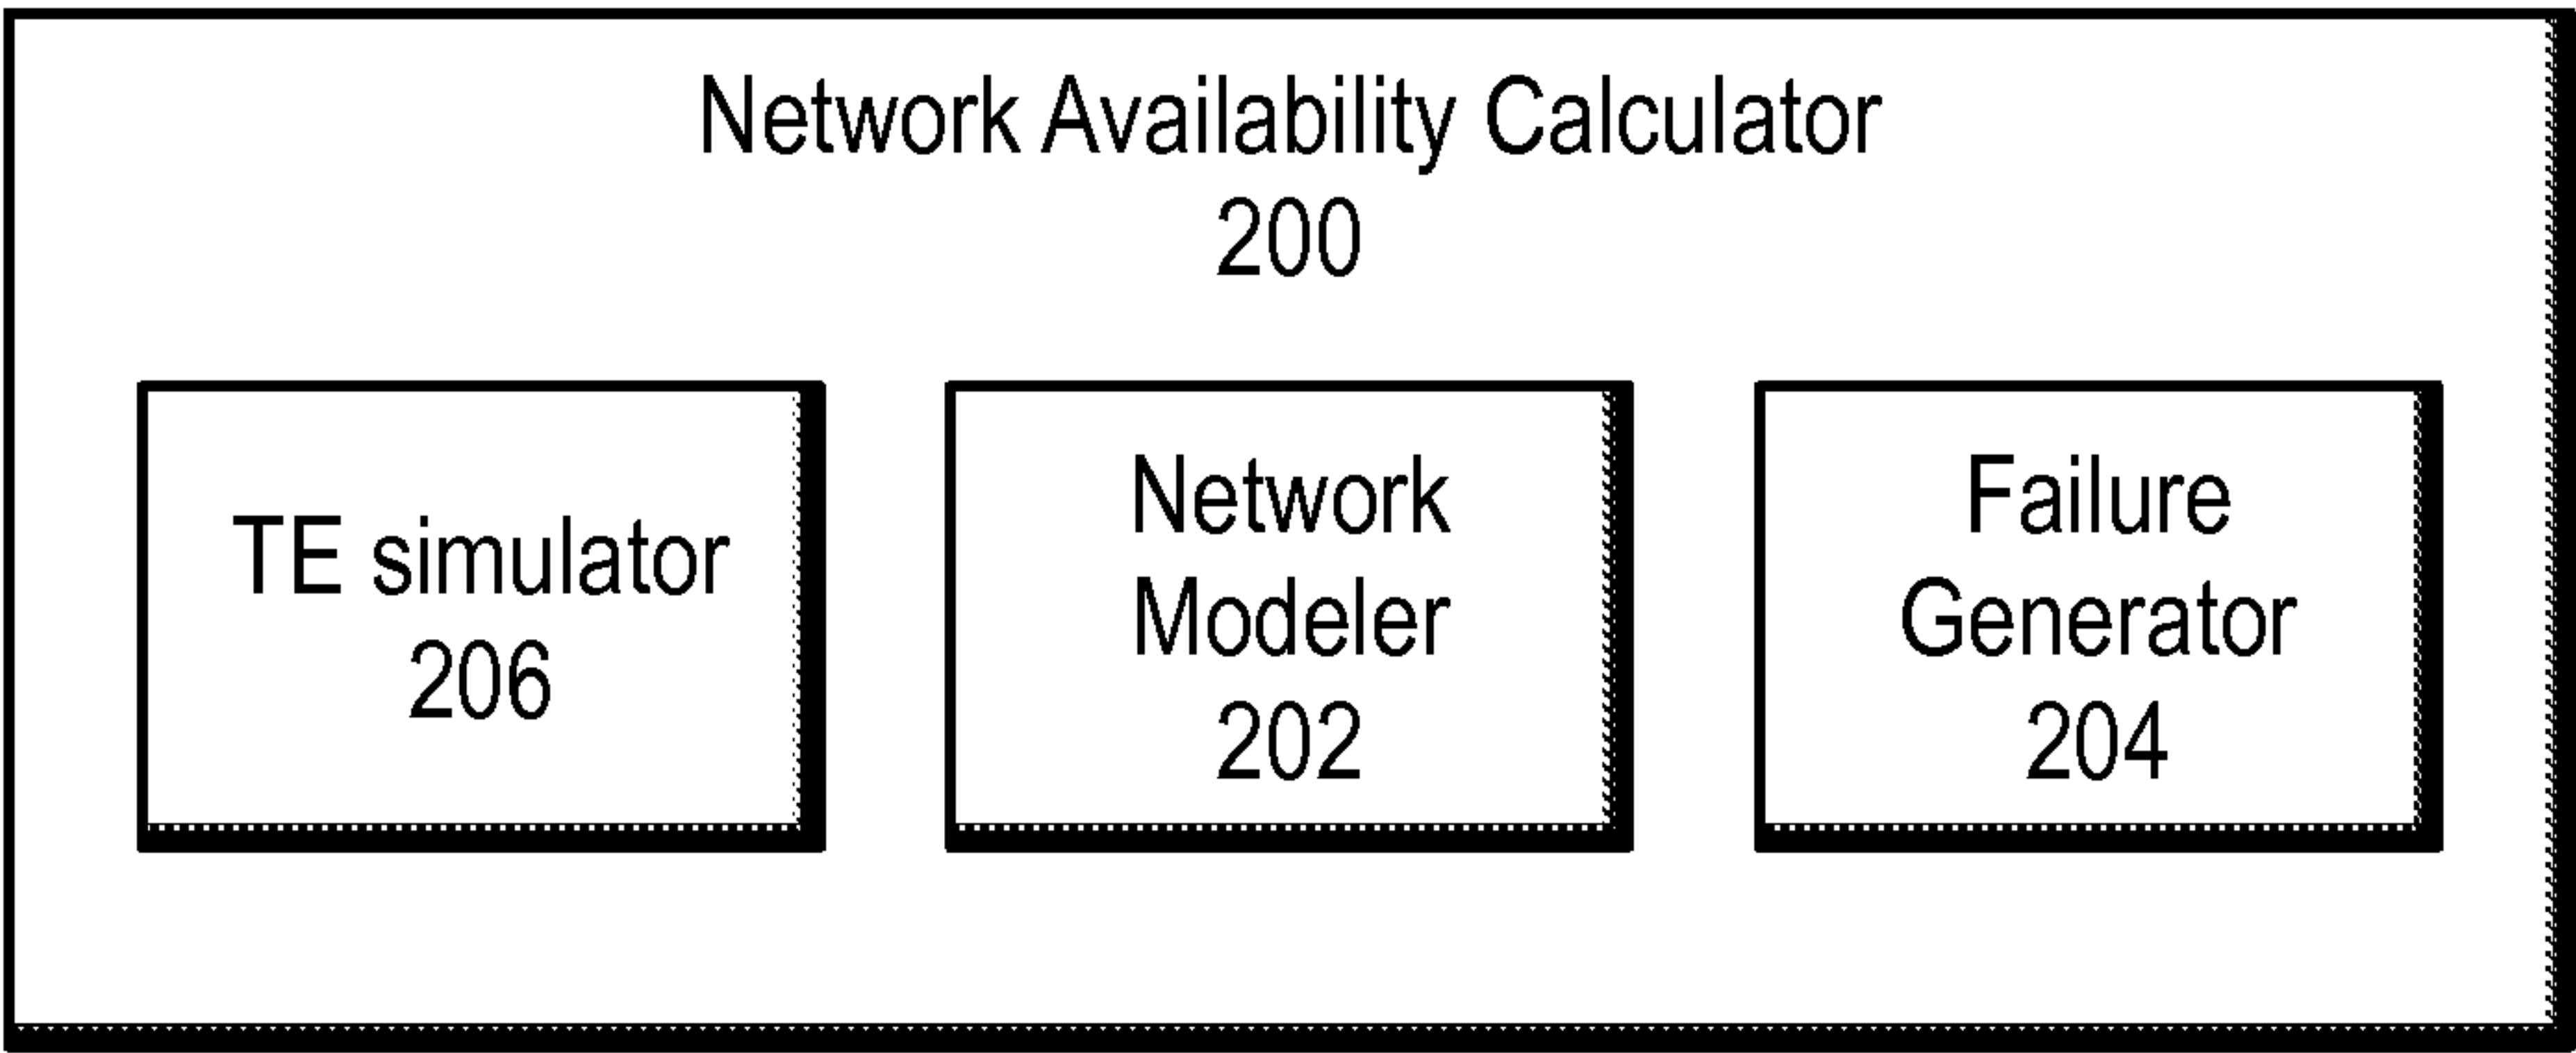 Network Availability Calculator
200
TE simulator
206
Network
Modeler
202
Failure
Generator
204